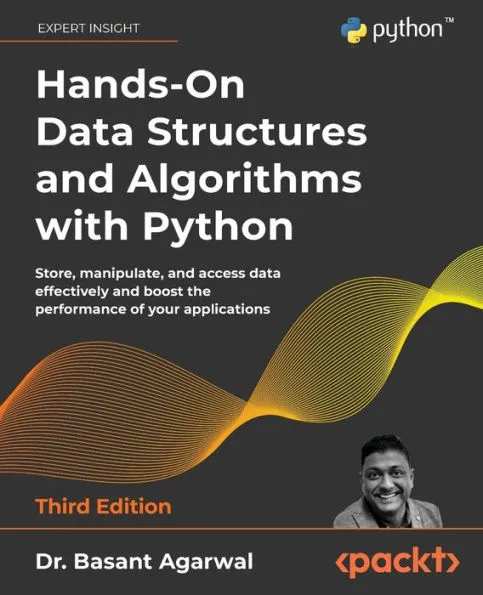 EXPERT INSIGHT
python™
Hands-On
Data Structures
and Algorithms
with Python
Store, manipulate, and access data
effectively and boost the
performance of your applications
Third Edition
Dr. Basant Agarwal
<packt>